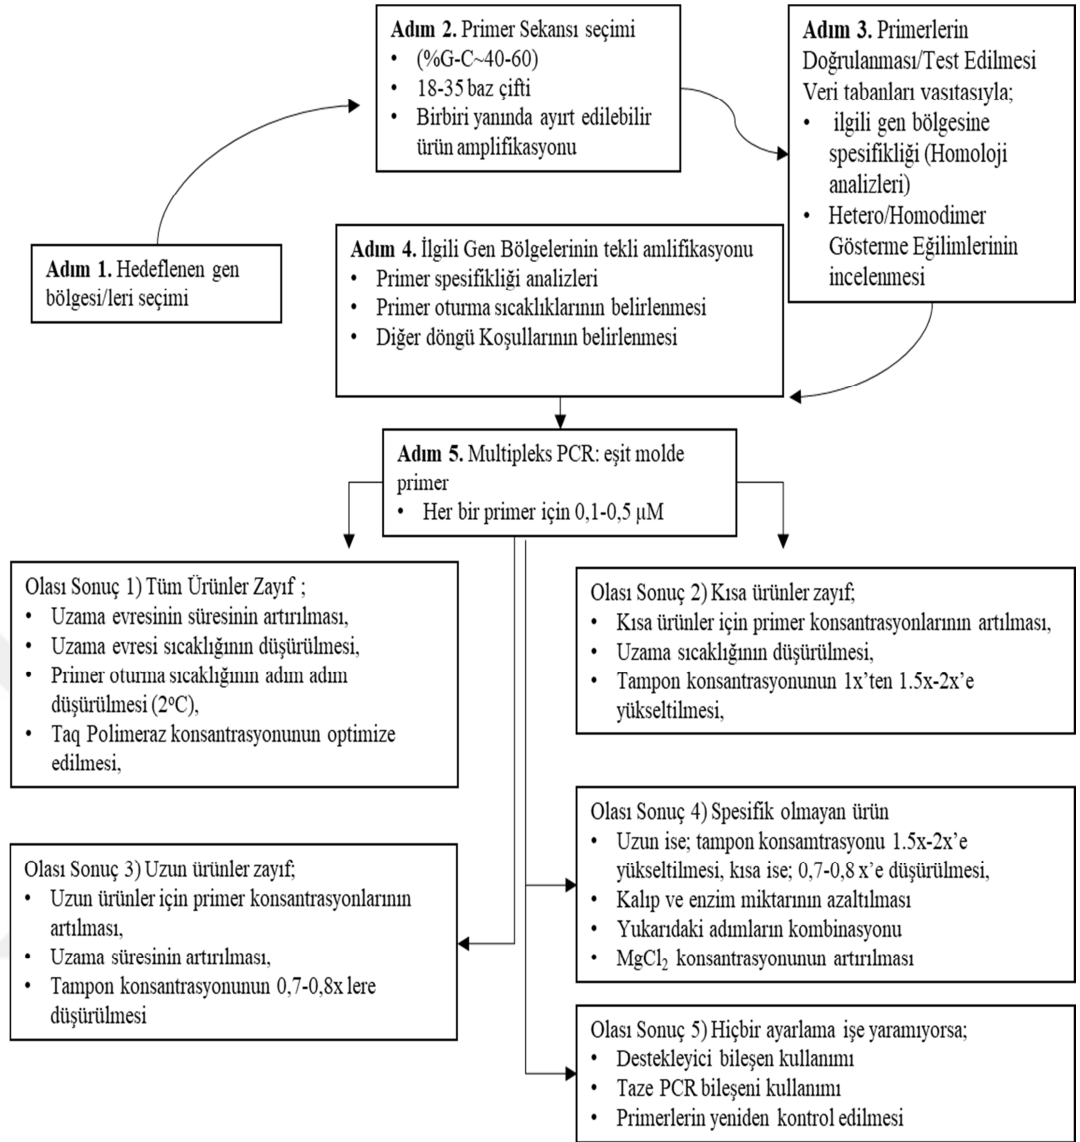 Adım 1. Hedeflenen gen
bölgesi/leri seçimi
Adım 2. Primer Sekansı seçimi
• (%G-C~40-60)
• 18-35 baz çifti
• Birbiri yanında ayırt edilebilir
ürün amplifikasyonu
Adım 3. Primerlerin
Doğrulanması/Test Edilmesi
Veri tabanları vasıtasıyla;
• ilgili gen bölgesine
spesifikliği (Homoloji
analizleri)
• Hetero/Homodimer
Gösterme Eğilimlerinin
incelenmesi
Adım 4. İlgili Gen Bölgelerinin tekli amlifikasyonu
• Primer spesifikliği analizleri
• Primer oturma sıcaklıklarının belirlenmesi
• Diğer döngü Koşullarının belirlenmesi
Adım 5. Multipleks PCR: eşit molde
primer
• Her bir primer için 0,1-0,5 µM
Olası Sonuç 1) Tüm Ürünler Zayıf ;
• Uzama evresinin süresinin artırılması,
• Uzama evresi sıcaklığının düşürülmesi,
• Primer oturma sıcaklığının adım adım
düşürülmesi (2°C),
• Taq Polimeraz konsantrasyonunun optimize
edilmesi,
Olası Sonuç 2) Kısa ürünler zayıf;
• Kısa ürünler için primer konsantrasyonlarının artılması,
• Uzama sıcaklığının düşürülmesi,
• Tampon konsantrasyonunun 1x’ten 1.5x-2x’e
yükseltilmesi,
Olası Sonuç 3) Uzun ürünler zayıf;
• Uzun ürünler için primer konsantrasyonlarının
artılması,
• Uzama süresinin artırılması,
• Tampon konsantrasyonunun 0,7-0,8x lere
düşürülmesi
Olası Sonuç 4) Spesifik olmayan ürün
• Uzun ise; tampon konsamtrasyonu 1.5x-2x’e
yükseltilmesi, kısa ise; 0,7-0,8 x’e düşürülmesi,
• Kalıp ve enzim miktarının azaltılması
• Yukarıdaki adımların kombinasyonu
• MgCl₂ konsantrasyonunun artırılması
Olası Sonuç 5) Hiçbir ayarlama işe yaramıyorsa;
• Destekleyici bileşen kullanımı
• Taze PCR bileşeni kullanımı
• Primerlerin yeniden kontrol edilmesi